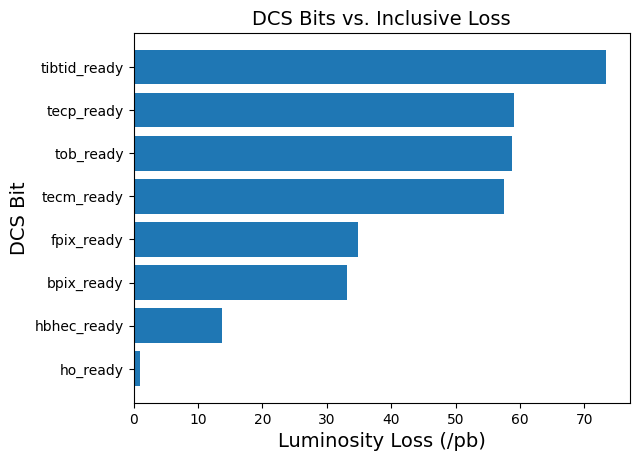 DCS Bits vs. Inclusive Loss
DCS Bit
tibtid_ready
tecp_ready
tob_ready
tecm_ready
fpix_ready
bpix_ready
hbhec_ready
ho_ready
0 10 20 30 40 50 60 70
Luminosity Loss (/pb)